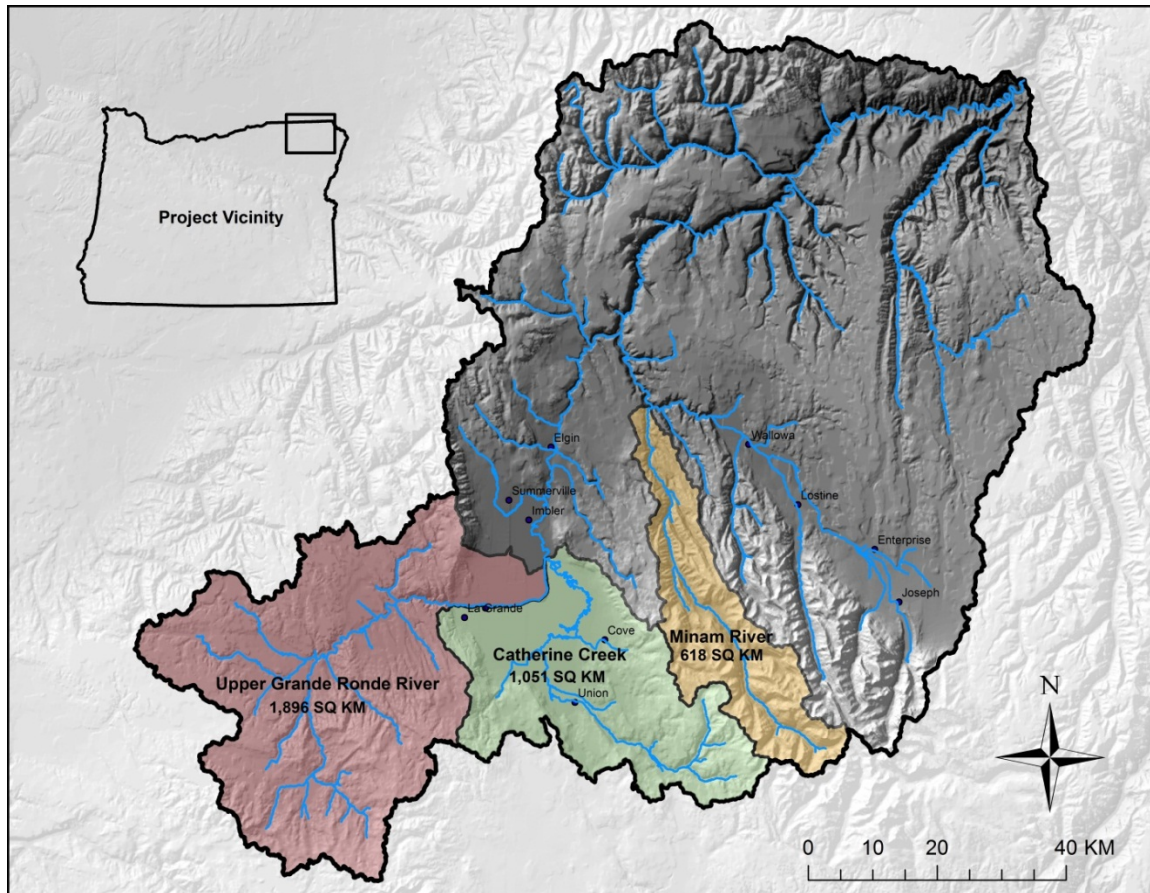 Project Vicinity
Elgin
Wallowa
Summerville
Lostine
Imbler
Enterprise
Joseph
La Grande
Cove
Minam River
618 SQ KM
Catherine Creek
1,051 SQ KM
Upper Grande Ronde River
1,896 SQ KM
Union
N
0 10 20 40 KM